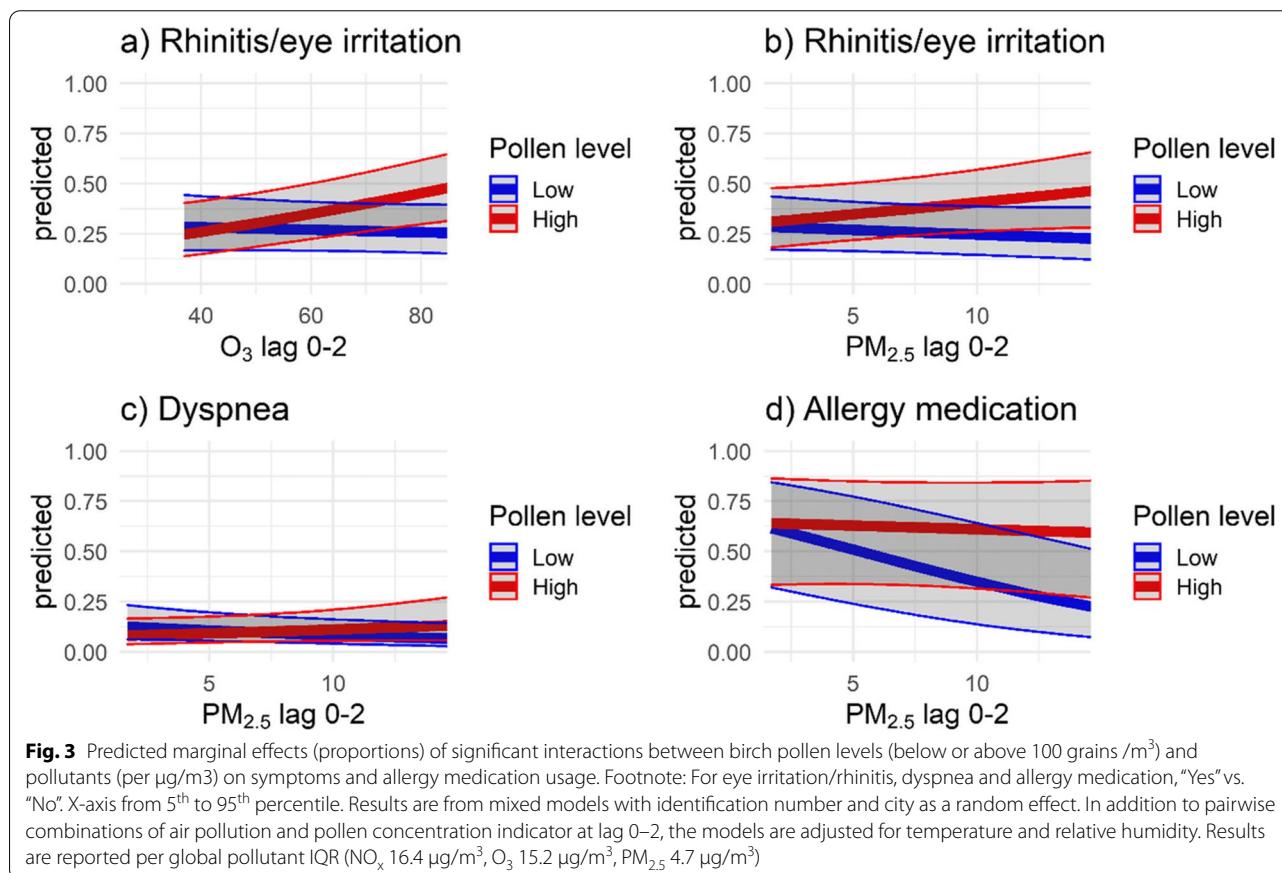 a) Rhinitis/eye irritation
1.00
0.75
0.50
0.25
0.00
predicted
40 60 80
O₃ lag 0-2
Pollen level
Low
High
b) Rhinitis/eye irritation
1.00
0.75
0.50
0.25
0.00
predicted
5 10
PM₂.₅ lag 0-2
Pollen level
Low
High
c) Dyspnea
1.00
0.75
0.50
0.25
0.00
predicted
5 10
PM₂.₅ lag 0-2
Pollen level
Low
High
d) Allergy medication
1.00
0.75
0.50
0.25
0.00
predicted
5 10
PM₂.₅ lag 0-2
Pollen level
Low
High
Fig. 3 Predicted marginal effects (proportions) of significant interactions between birch pollen levels (below or above 100 grains /m³) and
pollutants (per µg/m3) on symptoms and allergy medication usage. Footnote: For eye irritation/rhinitis, dyspnea and allergy medication, “Yes” vs.
“No”. X-axis from 5ᵗʰ to 95ᵗʰ percentile. Results are from mixed models with identification number and city as a random effect. In addition to pairwise
combinations of air pollution and pollen concentration indicator at lag 0–2, the models are adjusted for temperature and relative humidity. Results
are reported per global pollutant IQR (NOₓ 16.4 µg/m³, O₃ 15.2 µg/m³, PM₂.₅ 4.7 µg/m³)